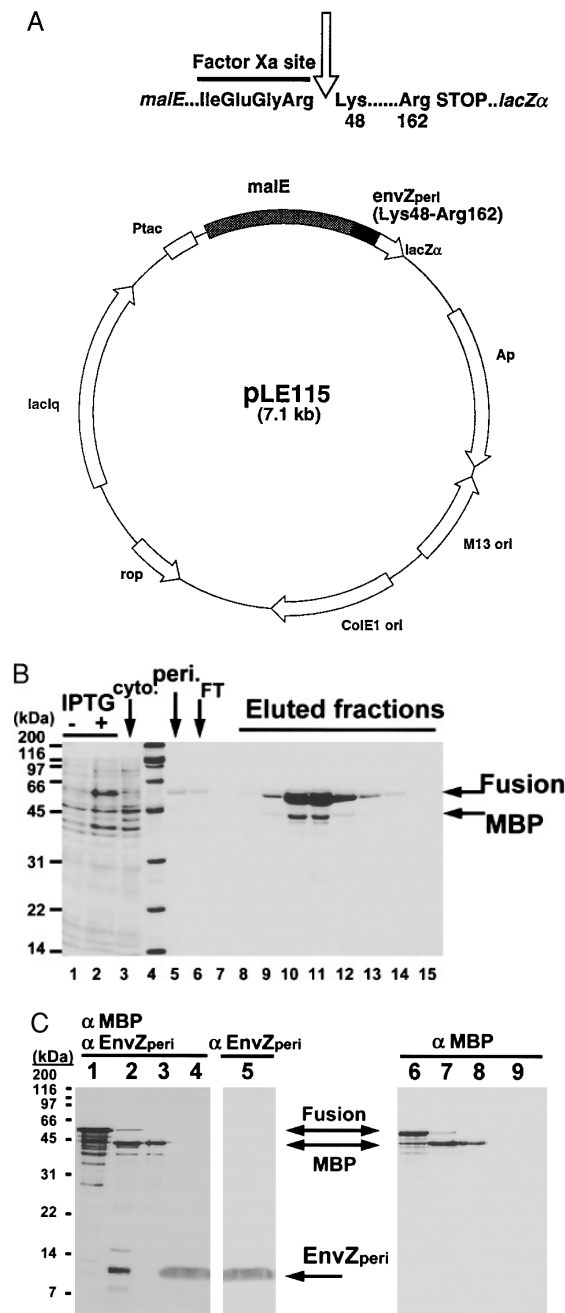 A
Factor Xa site
malE...IleGluGlyArg Lys......Arg STOP..lacZα
48 162
malE
envZperi
(Lys48-Arg162)
Ptac
lacZα
Ap
lacIq
pLE115
(7.1 kb)
M13 ori
rop
ColE1 ori
B
IPTG cyto. peri. FT
Eluted fractions
(kDa) - +
200
116
97
66
45
31
22
14
Fusion
MBP
1 2 3 4 5 6 7 8 9 10 11 12 13 14 15
C
α MBP
α EnvZperi α EnvZperi α MBP
(kDa) 1 2 3 4 5 6 7 8 9
200
116
97
66
45
31
22
14
7
Fusion
MBP
EnvZperi